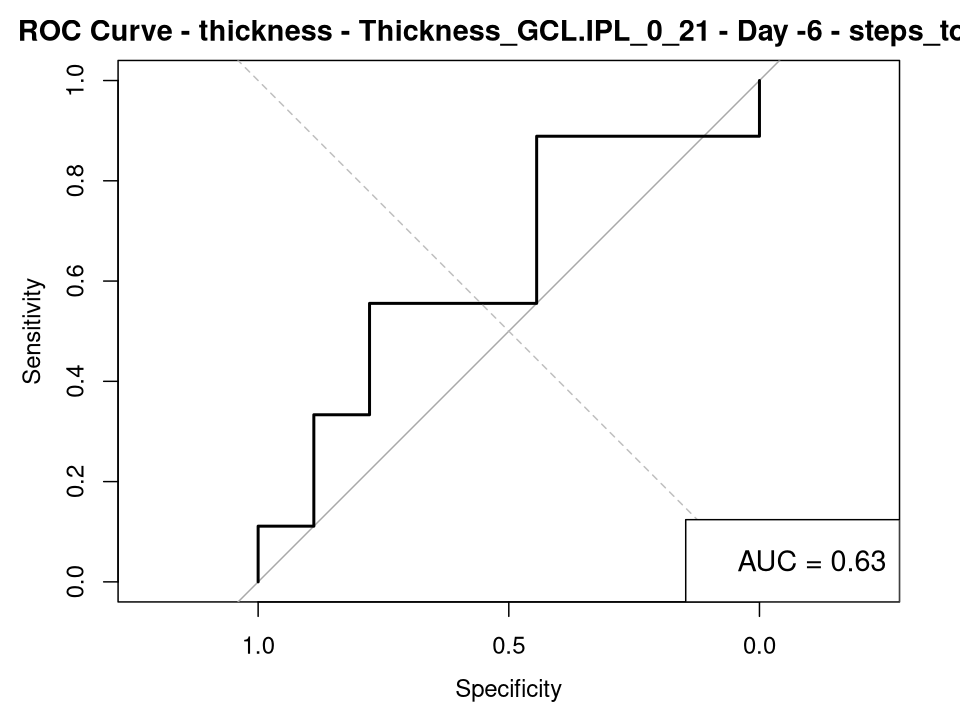 ROC Curve - thickness - Thickness_GCL.IPL_0_21 - Day -6 - steps_to
1.0
0.8
0.6
0.4
0.2
0.0
Sensitivity
AUC = 0.63
1.0 0.5 0.0
Specificity